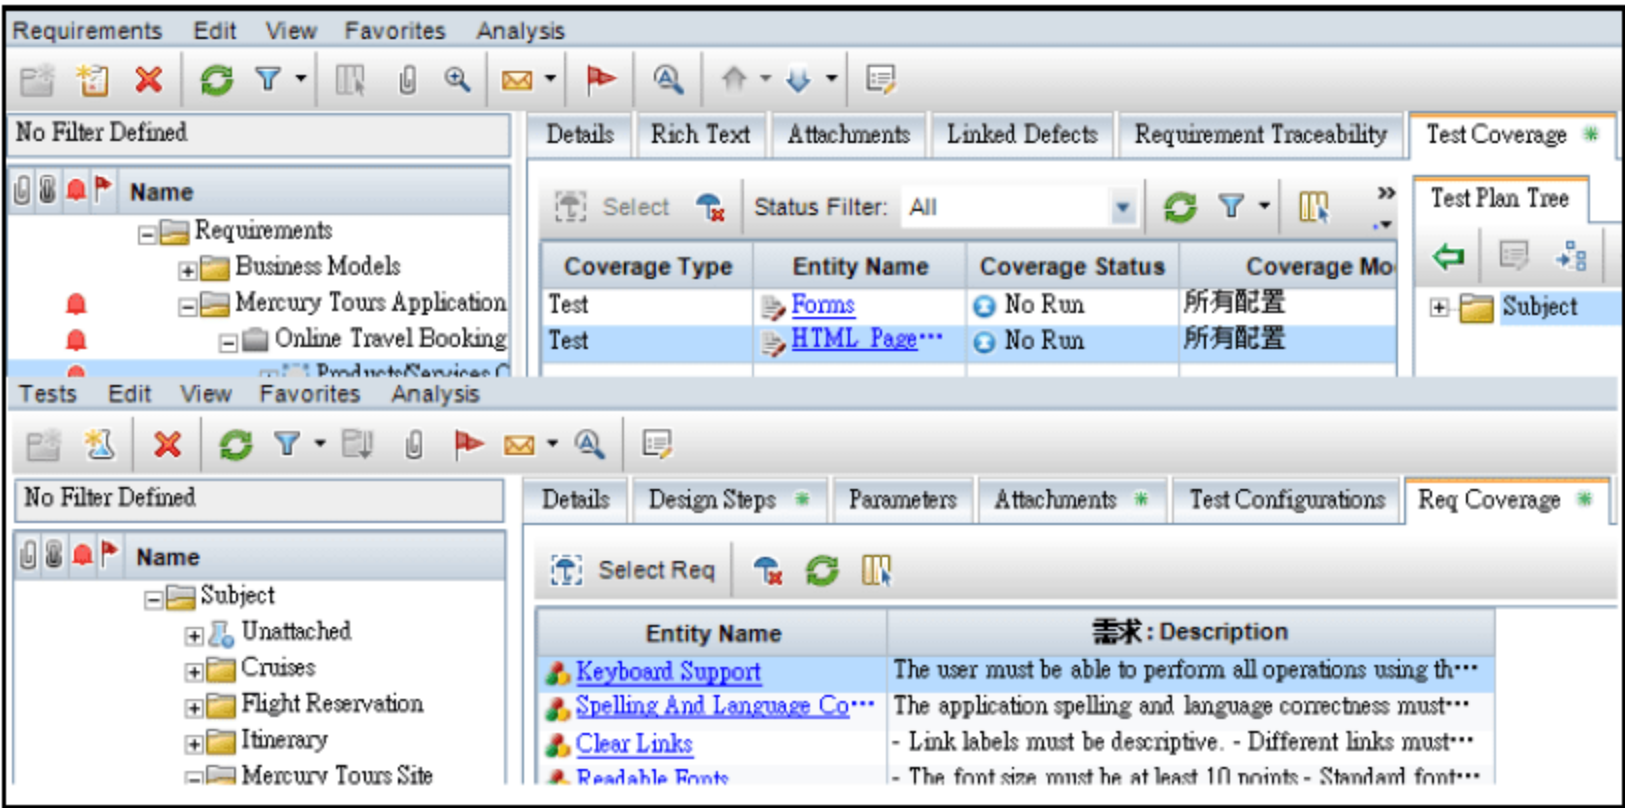 Requirements Edit View Favorites Analysis
No Filter Defined
Details Rich Text Attachments Linked Defects Requirement Traceability Test Coverage
Name
Select Status Filter: All
Test Plan Tree
Requirements
Business Models
Mercury Tours Application
Online Travel Booking
Products/Services
Coverage Type Entity Name Coverage Status Coverage Mo
Test Forms No Run 所有配置
Test HTML Page··· No Run 所有配置
Subject
Tests Edit View Favorites Analysis
No Filter Defined
Details Design Steps Parameters Attachments Test Configurations Req Coverage
Name
Select Req
Subject
Unattached
Cruises
Flight Reservation
Itinerary
Mercury Tours Site
Entity Name 需求: Description
Keyboard Support The user must be able to perform all operations using th···
Spelling And Language Co··· The application spelling and language correctness must···
Clear Links - Link labels must be descriptive. - Different links must···
Readable Fonts - The font size must be at least 10 points - Standard font···